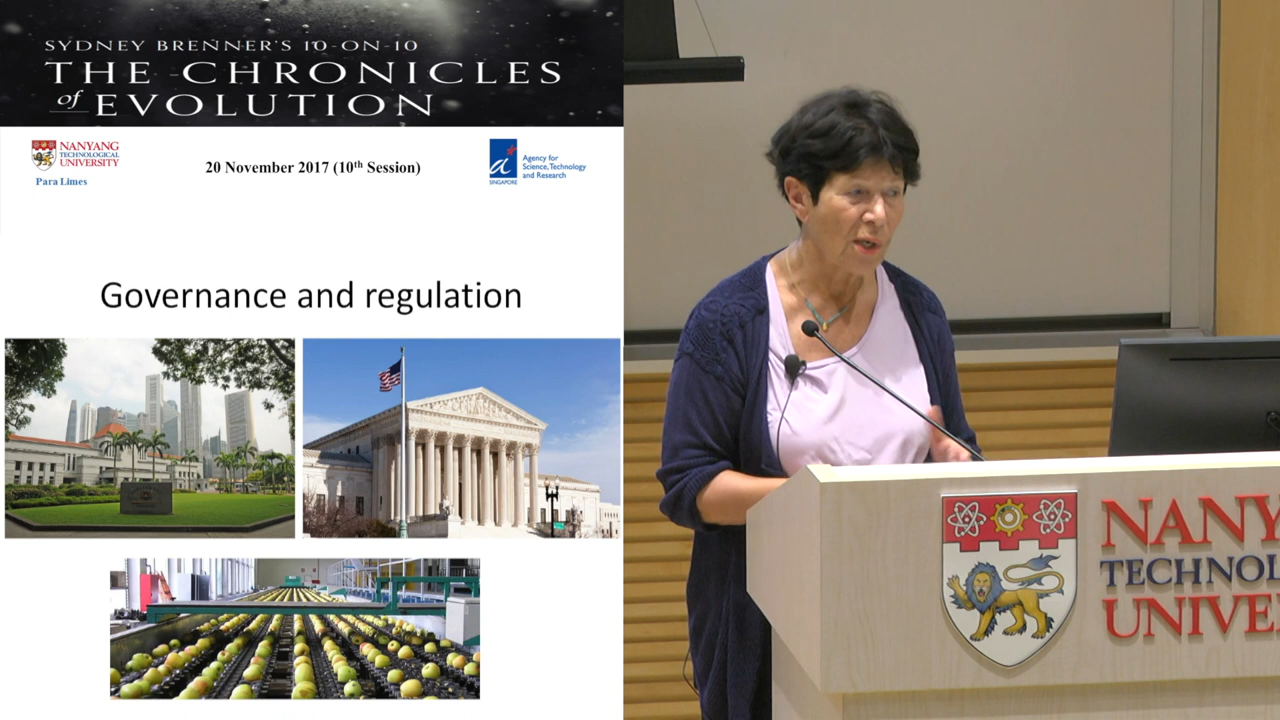 SYDNEY BRENNER'S 10-ON-10
THE CHRONICLES
of EVOLUTION
NANYANG
TECHNOLOGICAL
UNIVERSITY
Para Limes
20 November 2017 (10th Session)
Agency for
Science, Technology
and Research
SINGAPORE
Governance and regulation
NANY
TECHNOL
UNIVE